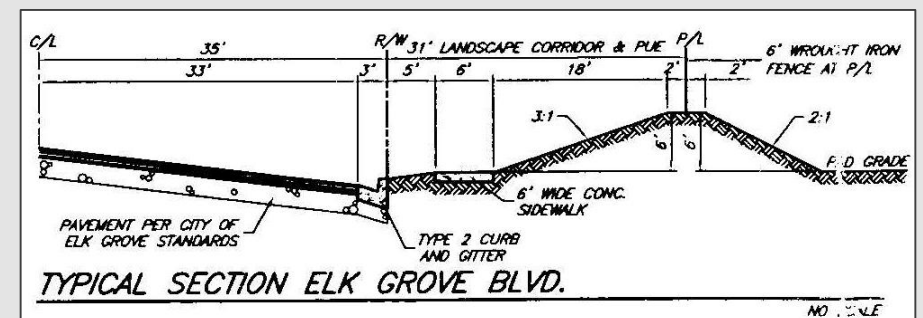 C/L
35'
R/W
31' LANDSCAPE CORRIDOR & PUE
P/L
6' WROUGHT IRON
FENCE AT P/L
33'
3'
5'
6'
18'
2'
2'
3:1
2:1
6'
6'
GRADE
6' WIDE CONC.
SIDEWALK
PAVEMENT PER CITY OF
ELK GROVE STANDARDS
TYPE 2 CURB
AND GITTER
TYPICAL SECTION ELK GROVE BLVD.
NO